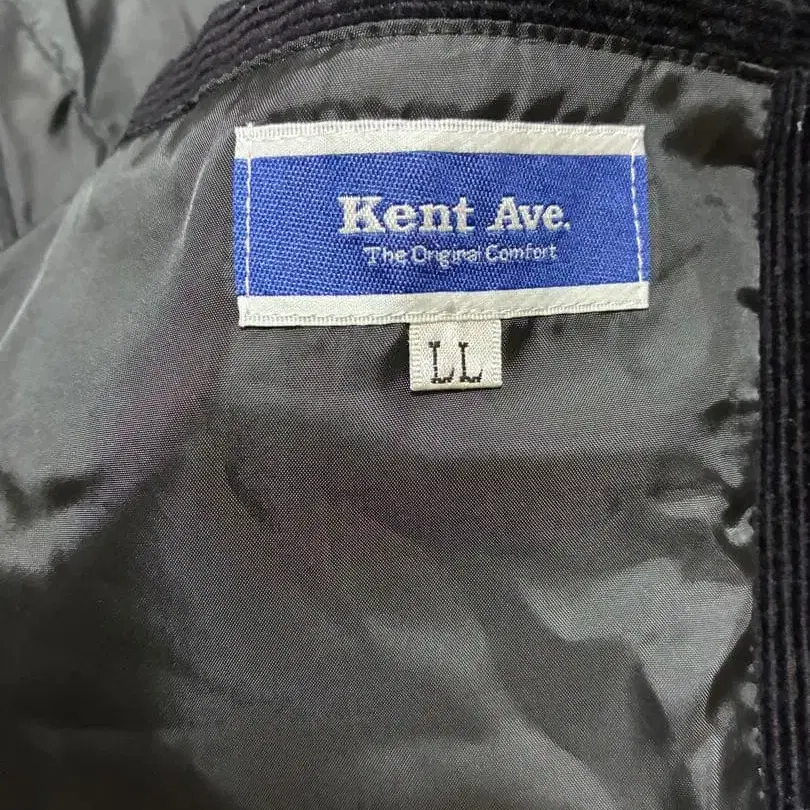 Kent Ave.
The Original Comfort
LL